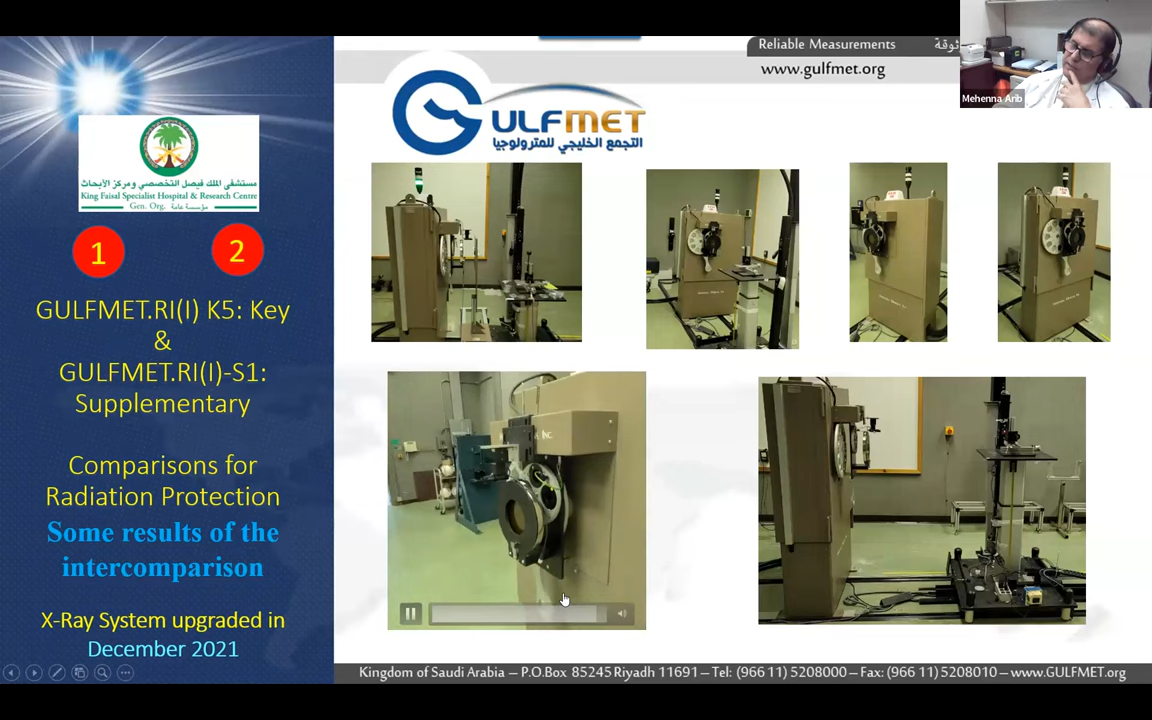 Reliable Measurements
www.gulfmet.org
Mehenna Arib
GULFMET
التجمع الخليجي للمترولوجيا
مستشفى الملك فيصل التخصصي ومركز الأبحاث
King Faisal Specialist Hospital & Research Centre
Gen. Org. مؤسسة عامة
1 2
GULFMET.RI(I) K5: Key
&
GULFMET.RI(I)-S1:
Supplementary
Comparisons for
Radiation Protection
Some results of the
intercomparison
X-Ray System upgraded in
December 2021
Kingdom of Saudi Arabia – P.O.Box 85245 Riyadh 11691 – Tel: (966 11) 5208000 – Fax: (966 11) 5208010 – www.GULFMET.org